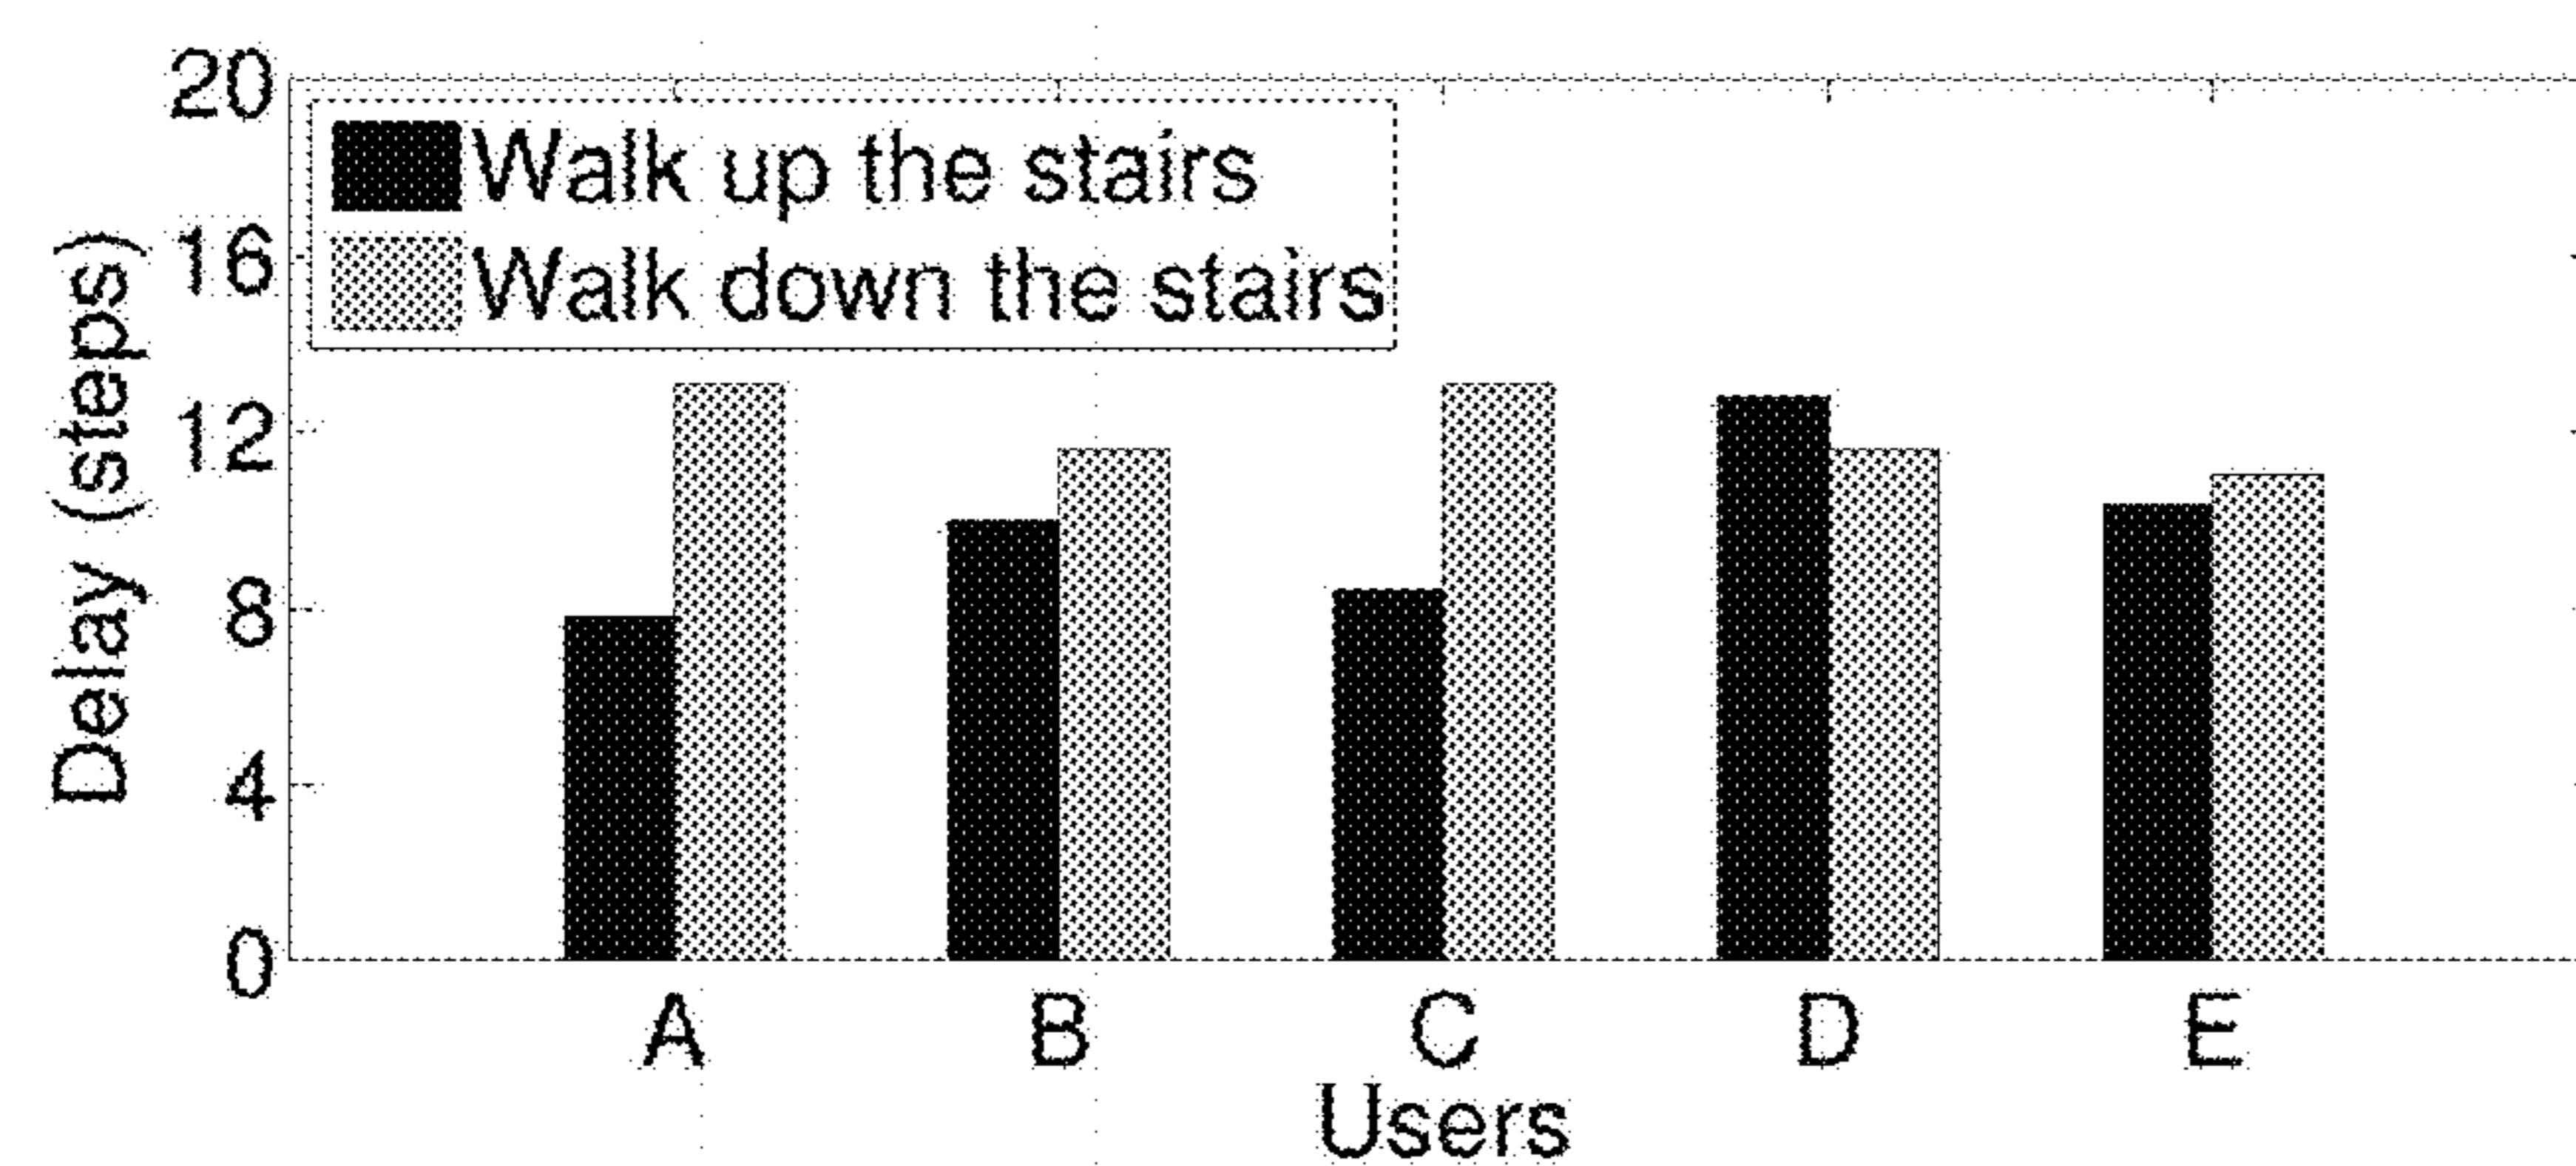 20
16
12
8
4
0
Delay (steps)
Walk up the stairs
Walk down the stairs
A B C D E
Users